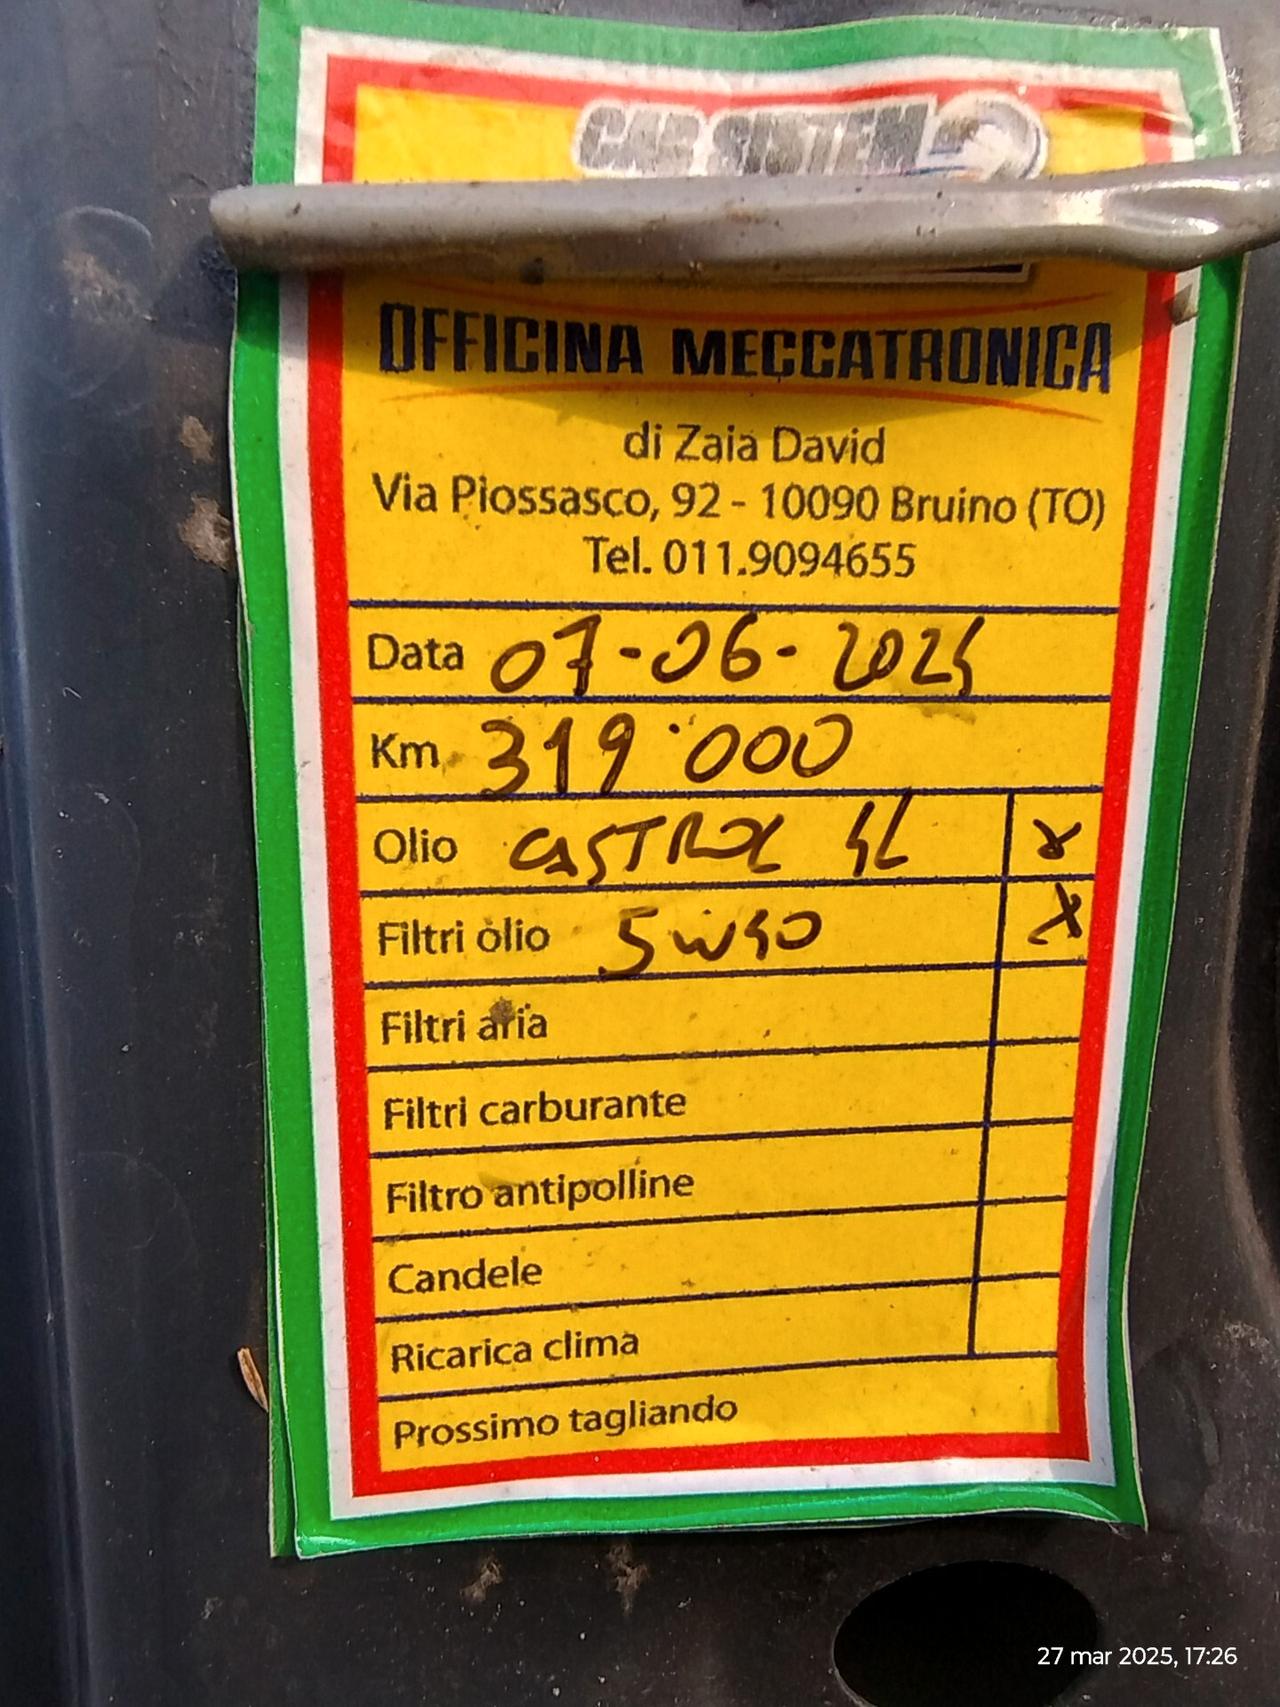 CAR SISTEM
OFFICINA MECCATRONICA
di Zaia David
Via Piossasco, 92 - 10090 Bruino (TO)
Tel. 011.9094655
Data 07-06-2024
Km 319'000
Olio CASTROL 4L X
Filtri olio 5W40 X
Filtri aria
Filtri carburante
Filtro antipolline
Candele
Ricarica clima
Prossimo tagliando
27 mar 2025, 17:26